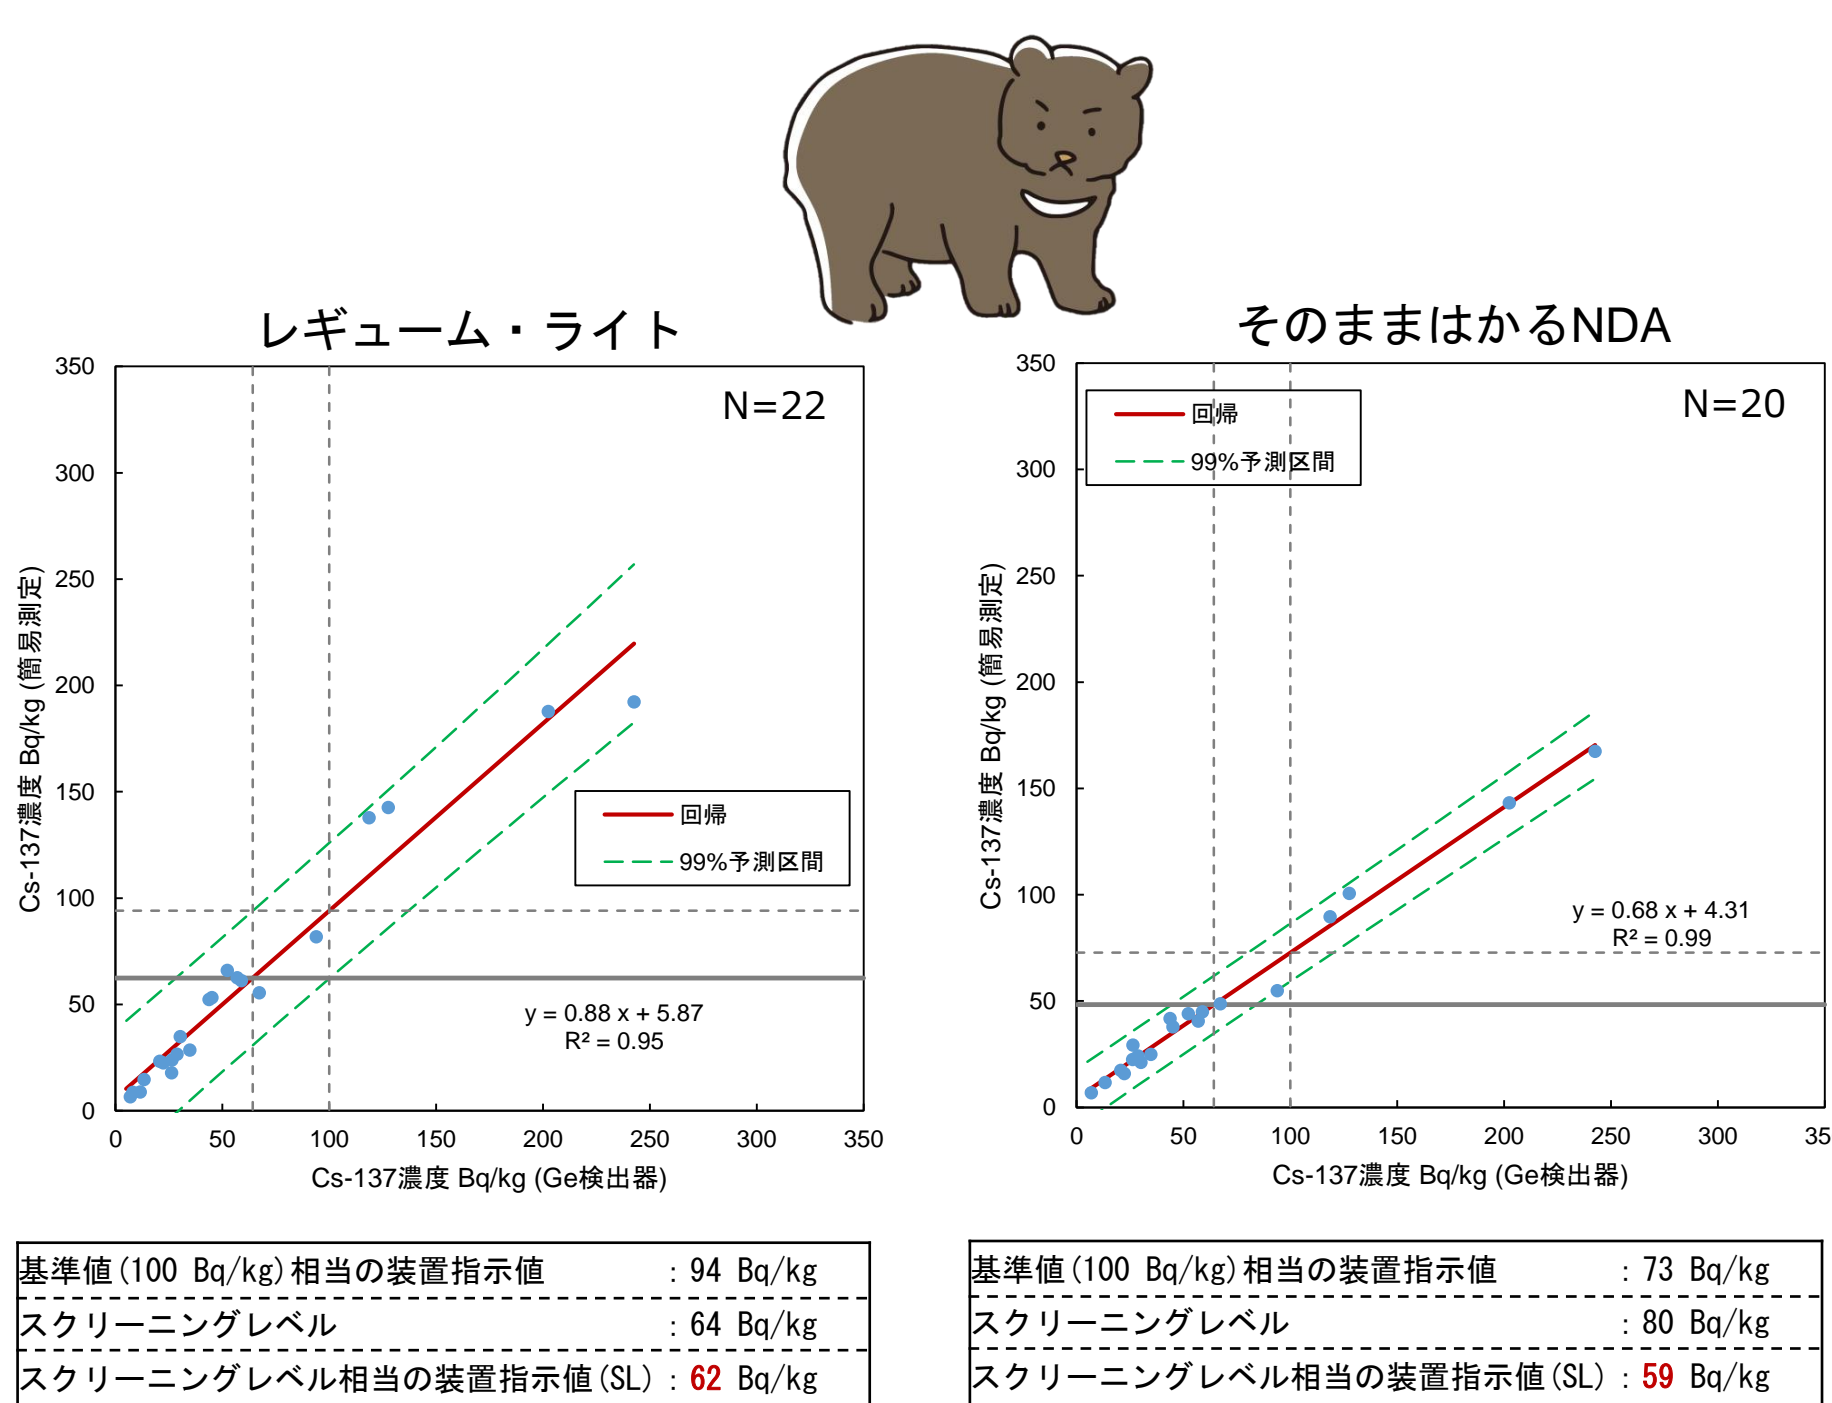 レギューム・ライト
N=22
350
300
250
200
150
100
50
0
Cs-137濃度 Bq/kg (簡易測定)
回帰
99%予測区間
y = 0.88 x + 5.87
R² = 0.95
0 50 100 150 200 250 300 350
Cs-137濃度 Bq/kg (Ge検出器)
基準値(100 Bq/kg)相当の装置指示値 : 94 Bq/kg
スクリーニングレベル : 64 Bq/kg
スクリーニングレベル相当の装置指示値(SL) : 62 Bq/kg
そのままはかるNDA
N=20
回帰
99%予測区間
350
300
250
200
150
100
50
0
Cs-137濃度 Bq/kg (簡易測定)
y = 0.68 x + 4.31
R² = 0.99
0 50 100 150 200 250 300 35
Cs-137濃度 Bq/kg (Ge検出器)
基準値(100 Bq/kg)相当の装置指示値 : 73 Bq/kg
スクリーニングレベル : 80 Bq/kg
スクリーニングレベル相当の装置指示値(SL) : 59 Bq/kg